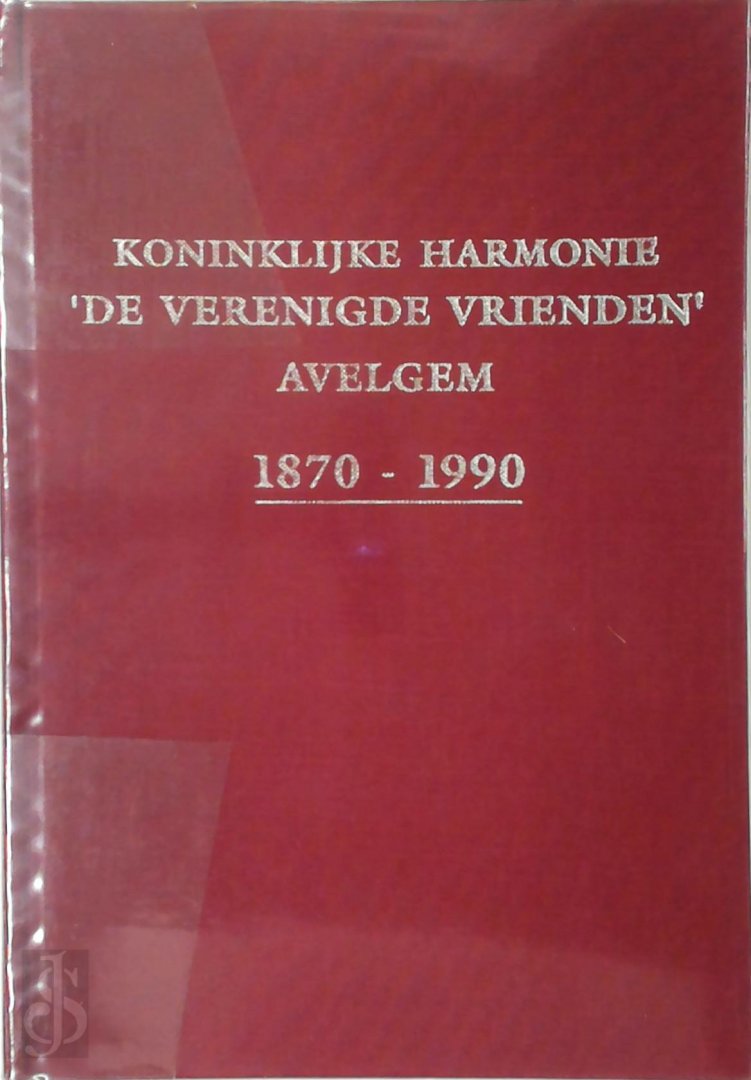 KONINKLIJKE HARMONIE
'DE VERENIGDE VRIENDEN'
AVELGEM
1870 - 1990